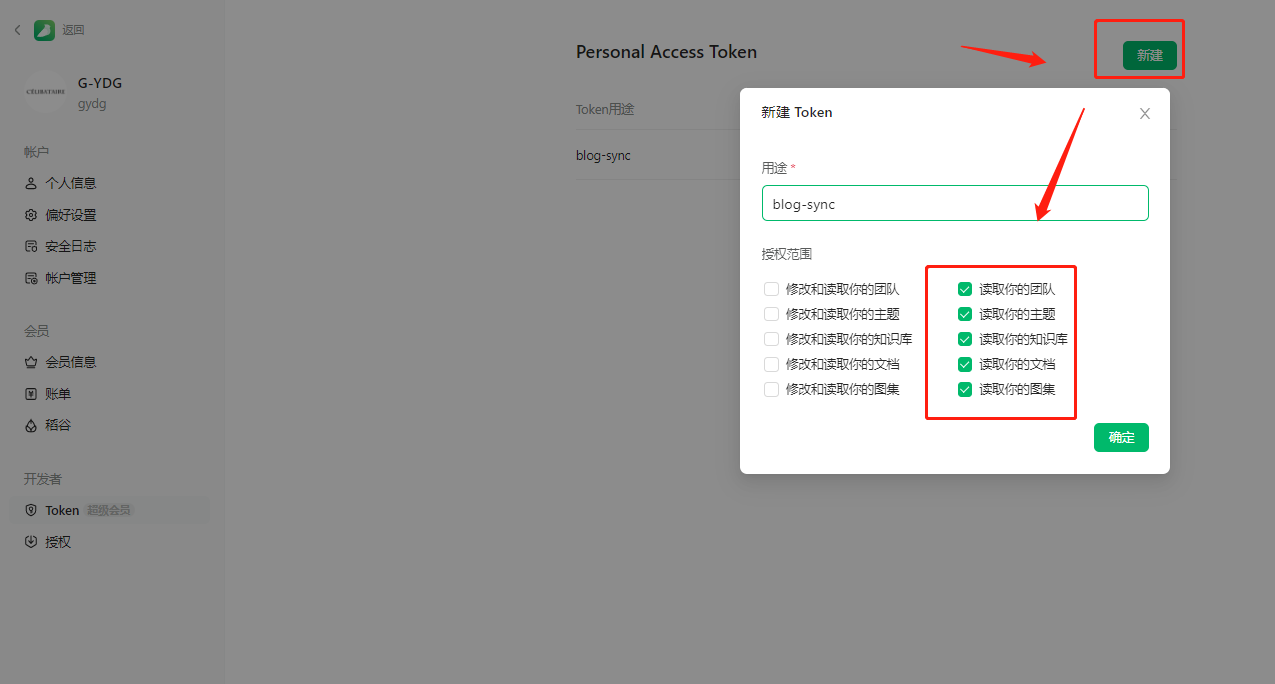 返回
G-YDG
gydg
CÉLIBATAIRE
帐户
个人信息
偏好设置
安全日志
帐户管理
会员
会员信息
账单
稻谷
开发者
Token 超级会员
授权
Personal Access Token
新建
Token用途
blog-sync
新建 Token
用途 *
blog-sync
授权范围
修改和读取你的团队 读取你的团队
修改和读取你的主题 读取你的主题
修改和读取你的知识库 读取你的知识库
修改和读取你的文档 读取你的文档
修改和读取你的图集 读取你的图集
确定